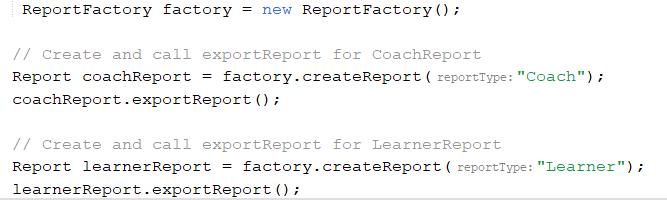 ReportFactory factory = new ReportFactory();
// Create and call exportReport for CoachReport
Report coachReport = factory.createReport( reportType: "Coach");
coachReport.exportReport();
// Create and call exportReport for LearnerReport
Report learnerReport = factory.createReport( reportType: "Learner");
learnerReport.exportReport();